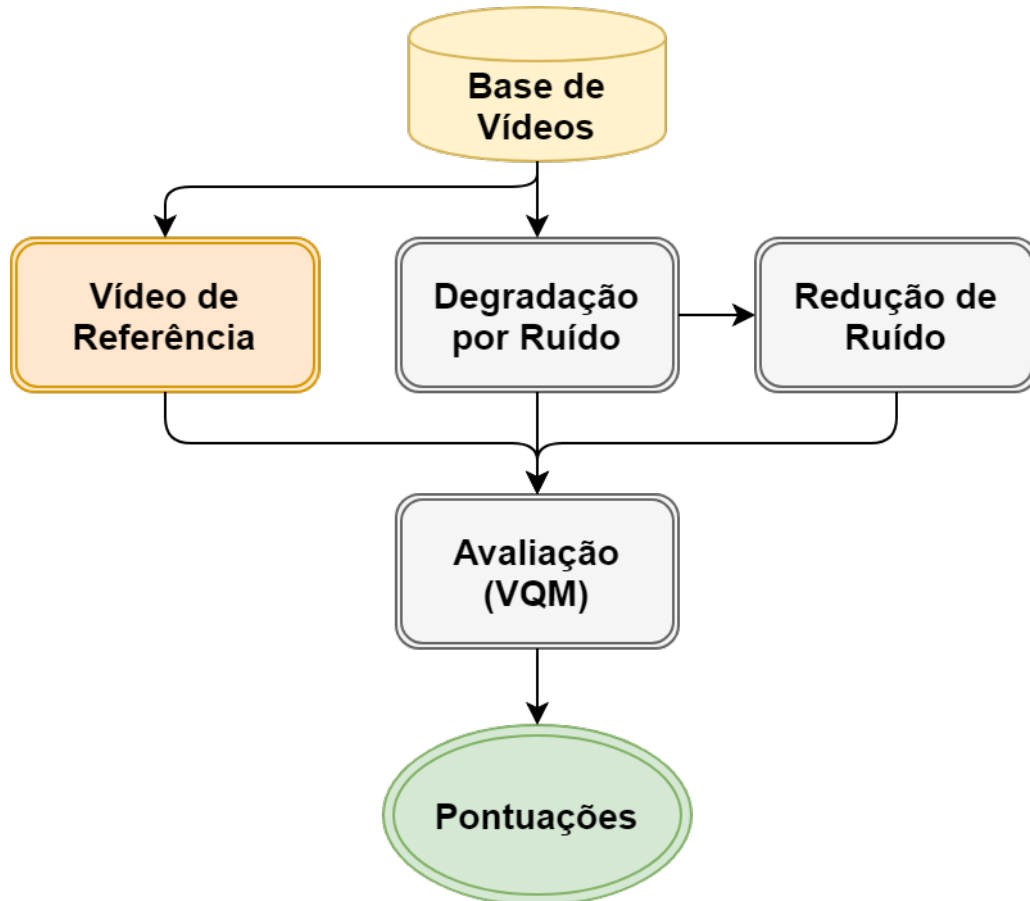 Base de
Vídeos
Vídeo de
Referência
Degradação
por Ruído
Redução de
Ruído
Avaliação
(VQM)
Pontuações